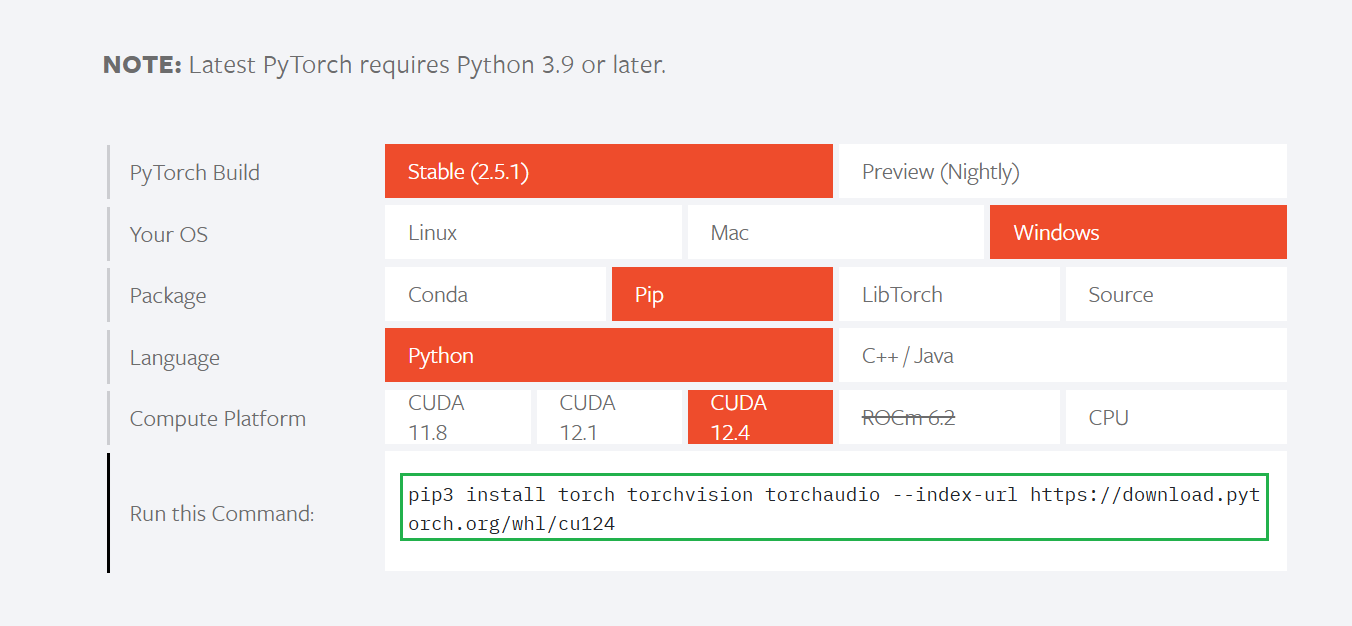 NOTE: Latest PyTorch requires Python 3.9 or later.
PyTorch Build
Stable (2.5.1)
Preview (Nightly)
Your OS
Linux
Mac
Windows
Package
Conda
Pip
LibTorch
Source
Language
Python
C++ / Java
Compute Platform
CUDA
11.8
CUDA
12.1
CUDA
12.4
ROCm 6.2
CPU
Run this Command:
pip3 install torch torchvision torchaudio --index-url https://download.pyt
orch.org/whl/cu124